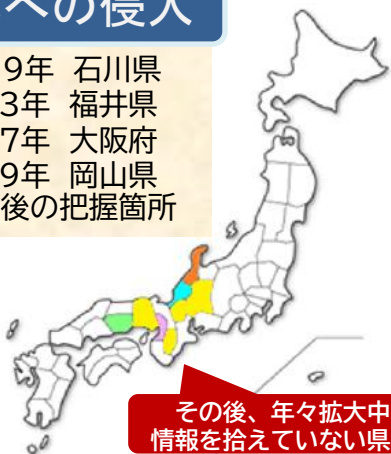 への侵入
9年 石川県
3年 福井県
7年 大阪府
9年 岡山県
後の把握箇所
その後、年々拡大中
情報を拾えていない県